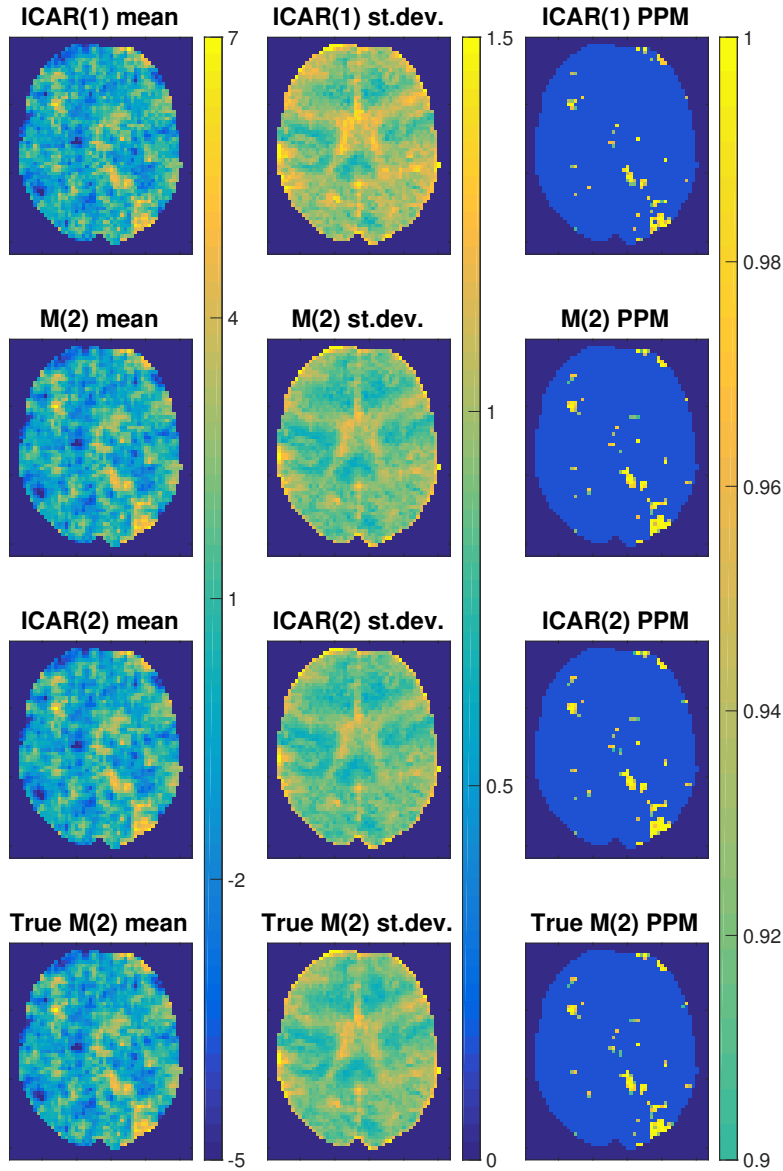 ICAR(1) mean
ICAR(1) st.dev.
ICAR(1) PPM
7
1.5
1
0.98
M(2) mean
M(2) st.dev.
M(2) PPM
4
1
0.96
ICAR(2) mean
ICAR(2) st.dev.
ICAR(2) PPM
1
0.94
0.5
-2
True M(2) mean
True M(2) st.dev.
True M(2) PPM
0.92
-5
0
0.9